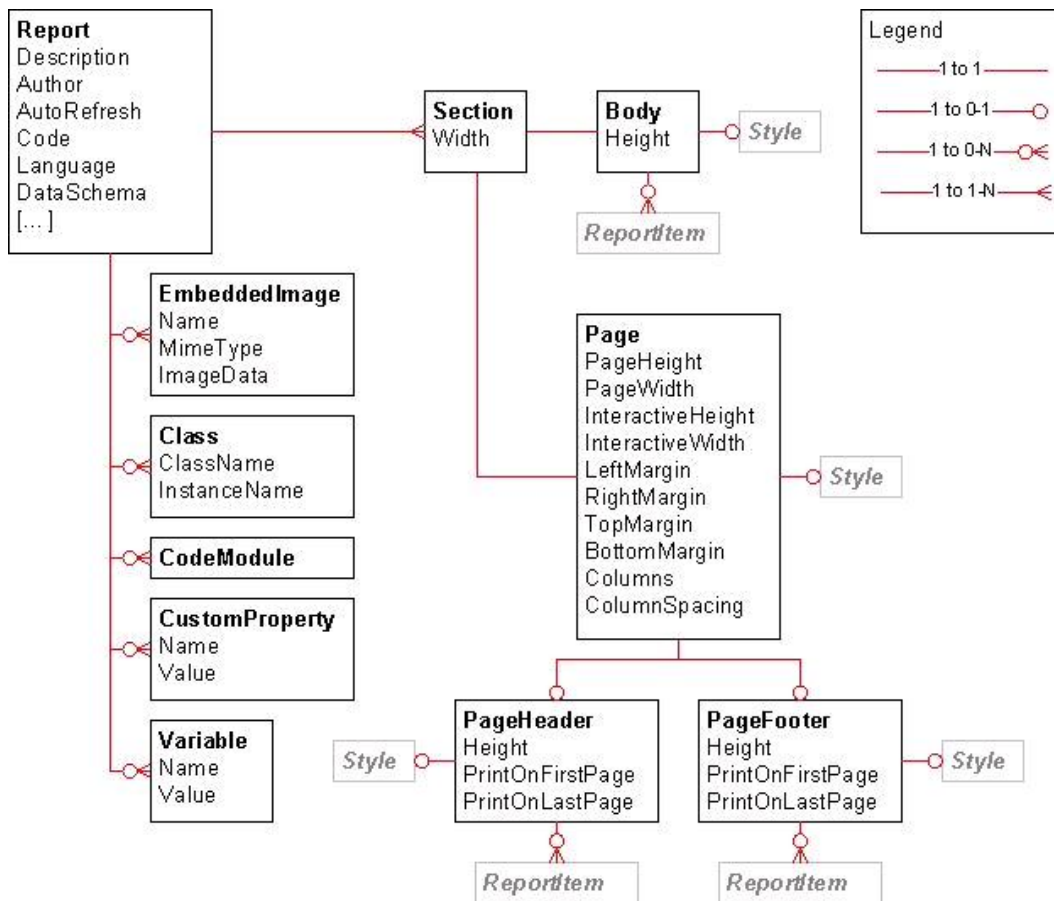 Report
Description
Author
AutoRefresh
Code
Language
DataSchema
[... ]
Section
Width
Body
Height
Style
ReportItem
Legend
1 to 1
1 to 0-1
1 to 0-N
1 to 1-N
EmbeddedImage
Name
MimeType
ImageData
Class
ClassName
InstanceName
CodeModule
CustomProperty
Name
Value
Variable
Name
Value
Page
PageHeight
PageWidth
InteractiveHeight
InteractiveWidth
LeftMargin
RightMargin
TopMargin
BottomMargin
Columns
ColumnSpacing
Style
Style
PageHeader
Height
PrintOnFirstPage
PrintOnLastPage
ReportItem
PageFooter
Height
PrintOnFirstPage
PrintOnLastPage
Style
ReportItem